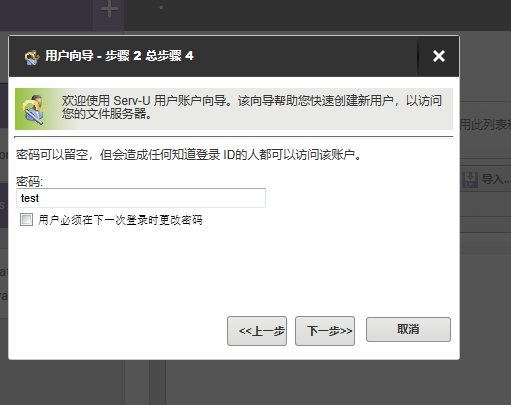 用户向导 - 步骤 2 总步骤 4
欢迎使用 Serv-U 用户账户向导。该向导帮助您快速创建新用户，以访问
您的文件服务器。
用此列表
密码可以留空，但会造成任何知道登录 ID的人都可以访问该账户。
密码:
导入...
test
用户必须在下一次登录时更改密码
<<上一步
下一步>>
取消